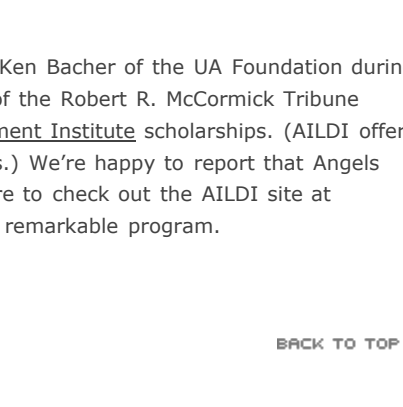 Ken Bacher of the UA Foundation durin
of the Robert R. McCormick Tribune
ment Institute scholarships. (AILDI offer
s.) We’re happy to report that Angels
re to check out the AILDI site at
remarkable program.
BACK TO TOP